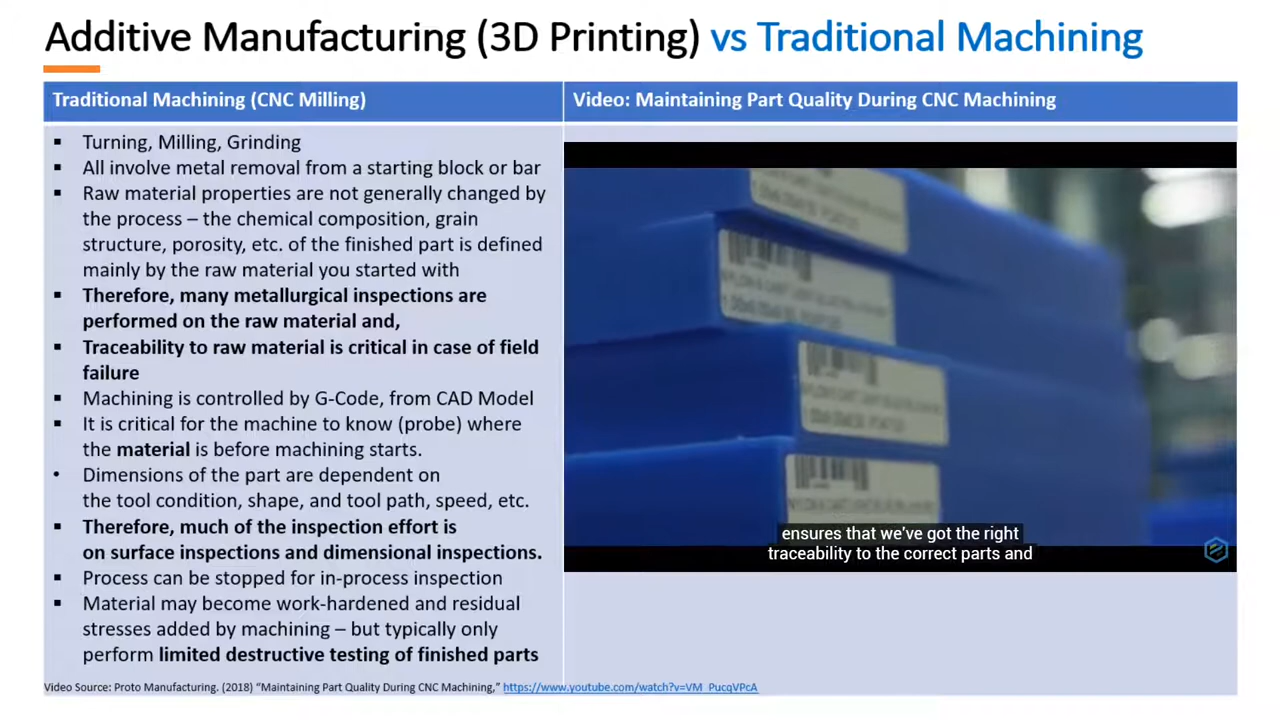 Additive Manufacturing (3D Printing) vs Traditional Machining
Traditional Machining (CNC Milling)
▪ Turning, Milling, Grinding
▪ All involve metal removal from a starting block or bar
▪ Raw material properties are not generally changed by
the process – the chemical composition, grain
structure, porosity, etc. of the finished part is defined
mainly by the raw material you started with
▪ Therefore, many metallurgical inspections are
performed on the raw material and,
▪ Traceability to raw material is critical in case of field
failure
▪ Machining is controlled by G-Code, from CAD Model
▪ It is critical for the machine to know (probe) where
the material is before machining starts.
• Dimensions of the part are dependent on
the tool condition, shape, and tool path, speed, etc.
▪ Therefore, much of the inspection effort is
on surface inspections and dimensional inspections.
▪ Process can be stopped for in-process inspection
▪ Material may become work-hardened and residual
stresses added by machining – but typically only
perform limited destructive testing of finished parts
Video: Maintaining Part Quality During CNC Machining
ensures that we've got the right
traceability to the correct parts and
Video Source: Proto Manufacturing. (2018) “Maintaining Part Quality During CNC Machining,” https://www.youtube.com/watch?v=VM_PucqVPcA